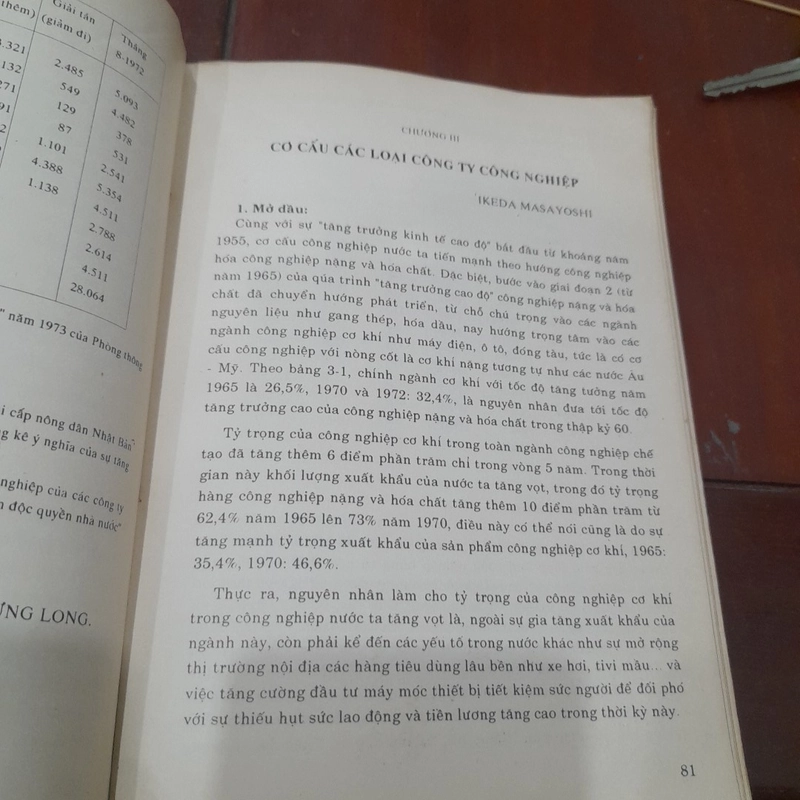 thêm)
Giải tán
(giảm đi)
Tháng
8-1972
3.321
132
271
91
2
2.485
549
129
87
1.101
4.388
1.138
5.093
4.482
378
531
2.541
5.354
4.511
2.788
2.614
4.511
28.064
" năm 1973 của Phòng thông
i cấp nông dân Nhật Bản"
g kê ý nghĩa của sự tăng
nghiệp của các công ty
n độc quyền nhà nước"
ƯNG LONG.
CHƯƠNG III
CƠ CẤU CÁC LOẠI CÔNG TY CÔNG NGHIỆP
IKEDA MASAYOSHI
1. Mở đầu:
Cùng với sự "tăng trưởng kinh tế cao độ" bắt đầu từ khoảng năm
1955, cơ cấu công nghiệp nước ta tiến mạnh theo hướng công nghiệp
hóa công nghiệp nặng và hóa chất. Đặc biệt, bước vào giai đoạn 2 (từ
năm 1965) của qúa trình "tăng trưởng cao độ" công nghiệp nặng và hóa
chất đã chuyển hướng phát triển, từ chỗ chú trọng vào các ngành
nguyên liệu như gang thép, hóa dầu, nay hướng trọng tâm vào các
ngành công nghiệp cơ khí như máy điện, ô tô, đóng tàu, tức là có cơ
cấu công nghiệp với nòng cốt là cơ khí nặng tương tự như các nước Âu
- Mỹ. Theo bảng 3-1, chính ngành cơ khí với tốc độ tăng tưởng năm
1965 là 26,5%, 1970 và 1972: 32,4%, là nguyên nhân đưa tới tốc độ
tăng trưởng cao của công nghiệp nặng và hóa chất trong thập kỷ 60.
Tỷ trọng của công nghiệp cơ khí trong toàn ngành công nghiệp chế
tạo đã tăng thêm 6 điểm phần trăm chỉ trong vòng 5 năm. Trong thời
gian này khối lượng xuất khẩu của nước ta tăng vọt, trong đó tỷ trọng
hàng công nghiệp nặng và hóa chất tăng thêm 10 điểm phần trăm từ
62,4% năm 1965 lên 73% năm 1970, điều này có thể nói cũng là do sự
tăng mạnh tỷ trọng xuất khẩu của sản phẩm công nghiệp cơ khí, 1965:
35,4%, 1970: 46,6%.
Thực ra, nguyên nhân làm cho tỷ trọng của công nghiệp cơ khí
trong công nghiệp nước ta tăng vọt là, ngoài sự gia tăng xuất khẩu của
ngành này, còn phải kể đến các yếu tố trong nước khác như sự mở rộng
thị trường nội địa các hàng tiêu dùng lâu bền như xe hơi, tivi màu... và
việc tăng cường đầu tư máy móc thiết bị tiết kiệm sức người để đối phó
với sự thiếu hụt sức lao động và tiền lương tăng cao trong thời kỳ này.
81